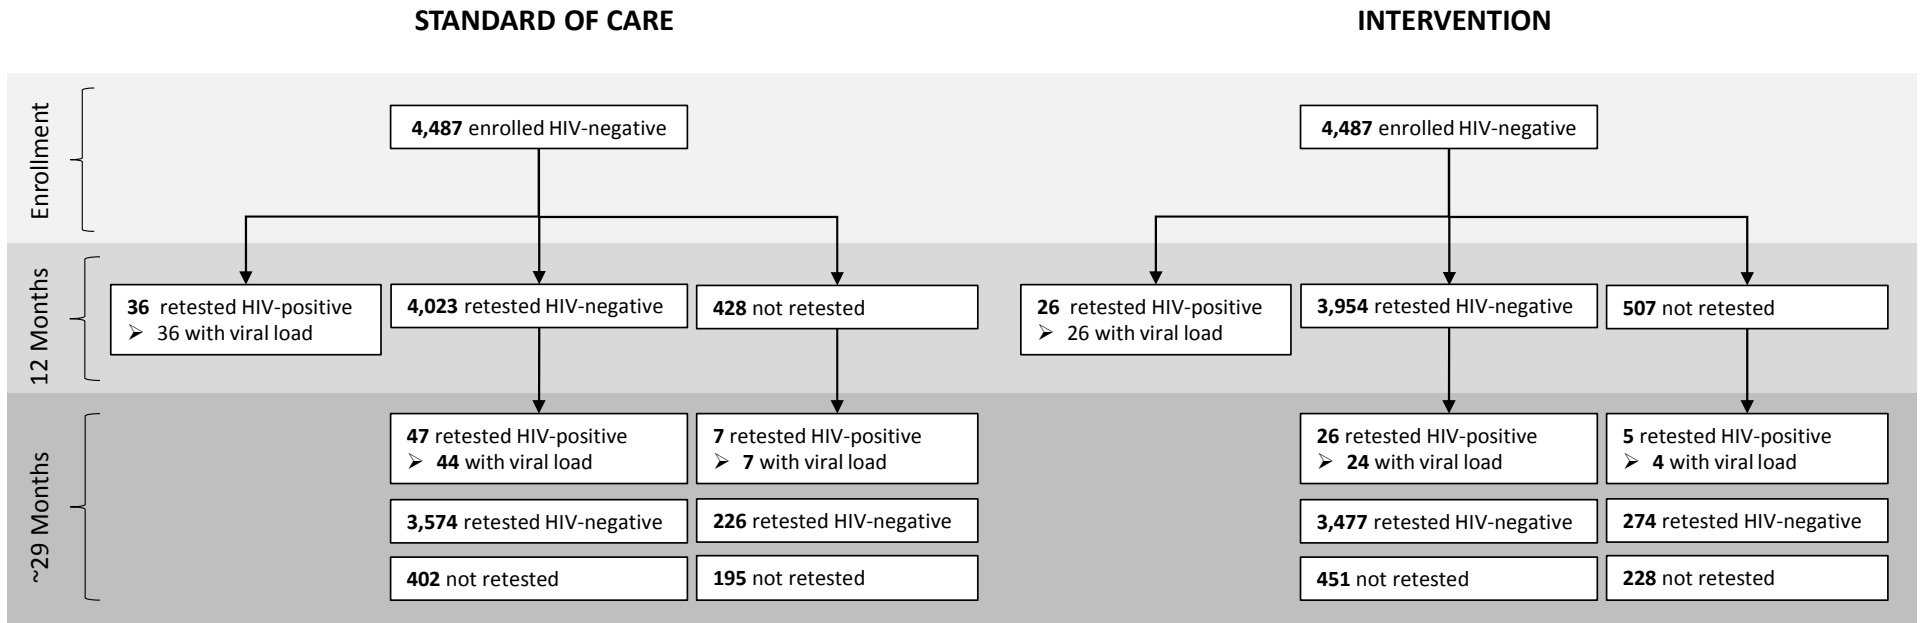 STANDARD OF CARE
INTERVENTION
Enrollment
4,487 enrolled HIV-negative
4,487 enrolled HIV-negative
12 Months
36 retested HIV-positive
➢ 36 with viral load
4,023 retested HIV-negative
428 not retested
26 retested HIV-positive
➢ 26 with viral load
3,954 retested HIV-negative
507 not retested
~29 Months
47 retested HIV-positive
➢ 44 with viral load
7 retested HIV-positive
➢ 7 with viral load
26 retested HIV-positive
➢ 24 with viral load
5 retested HIV-positive
➢ 4 with viral load
3,574 retested HIV-negative
226 retested HIV-negative
3,477 retested HIV-negative
274 retested HIV-negative
402 not retested
195 not retested
451 not retested
228 not retested